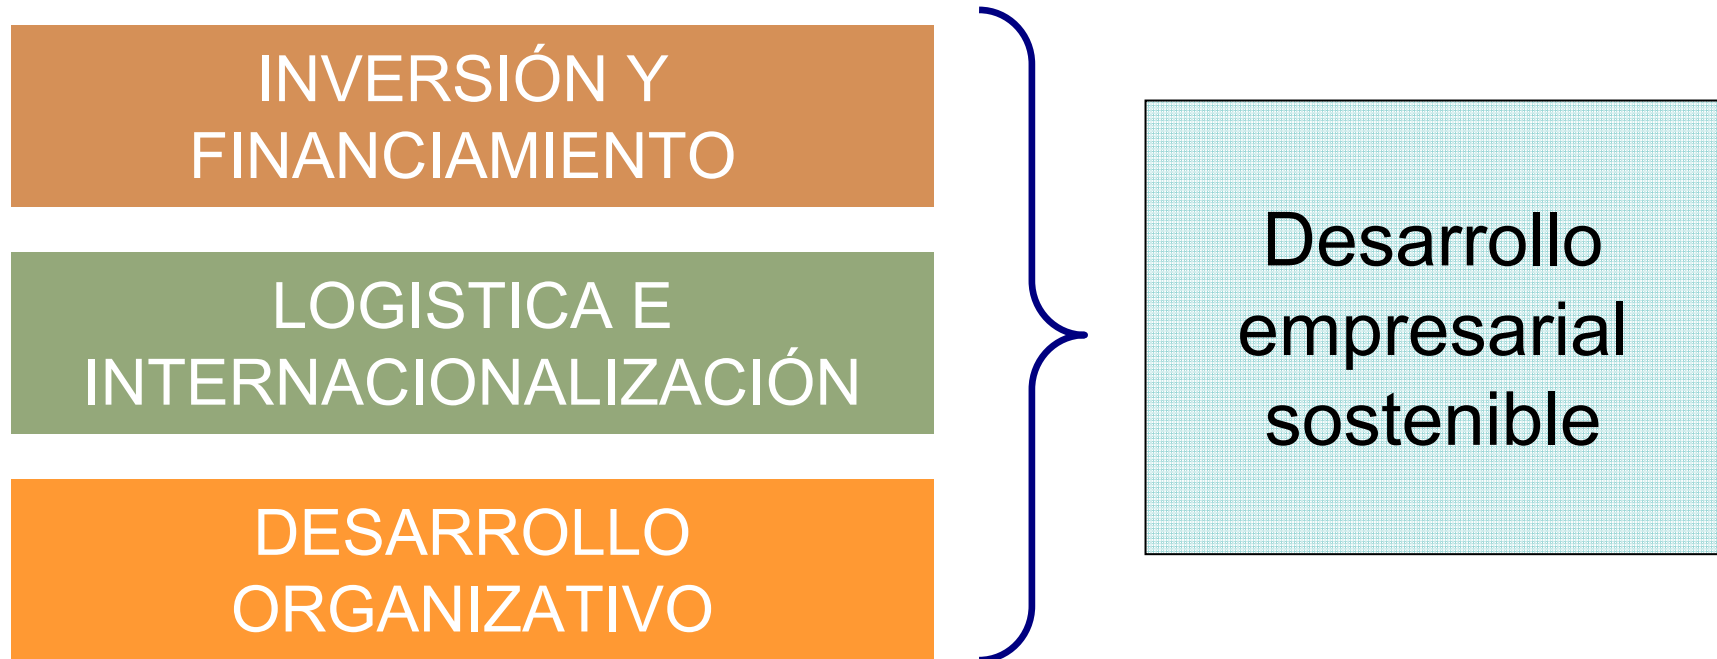 INVERSIÓN Y
FINANCIAMIENTO
LOGISTICA E
INTERNACIONALIZACIÓN
DESARROLLO
ORGANIZATIVO
Desarrollo
empresarial
sostenible